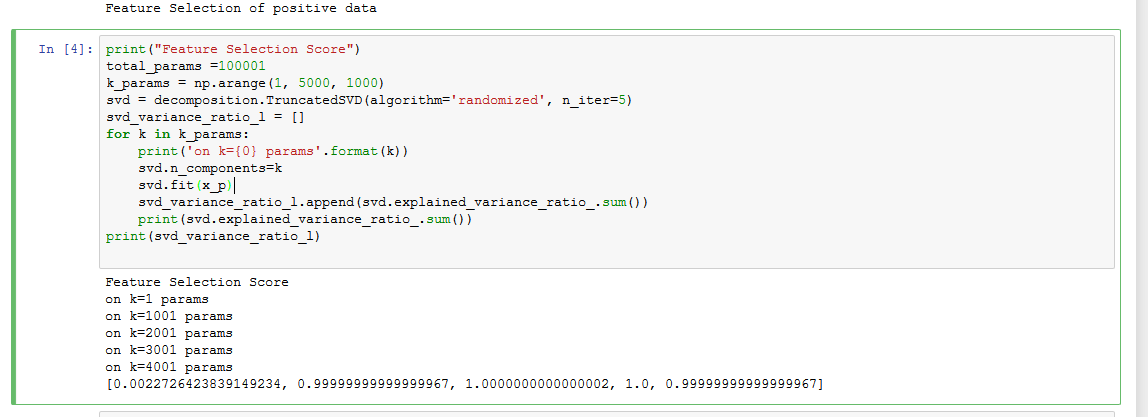 Feature Selection of positive data
In [4]: print("Feature Selection Score")
total_params =100001
k_params = np.arange(1, 5000, 1000)
svd = decomposition.TruncatedSVD(algorithm='randomized', n_iter=5)
svd_variance_ratio_l = []
for k in k_params:
    print('on k={0} params'.format(k))
    svd.n_components=k
    svd.fit(x_p)
    svd_variance_ratio_l.append(svd.explained_variance_ratio_.sum())
    print(svd.explained_variance_ratio_.sum())
print(svd_variance_ratio_l)
Feature Selection Score
on k=1 params
on k=1001 params
on k=2001 params
on k=3001 params
on k=4001 params
[0.0022726423839149234, 0.99999999999999967, 1.0000000000000002, 1.0, 0.99999999999999967]